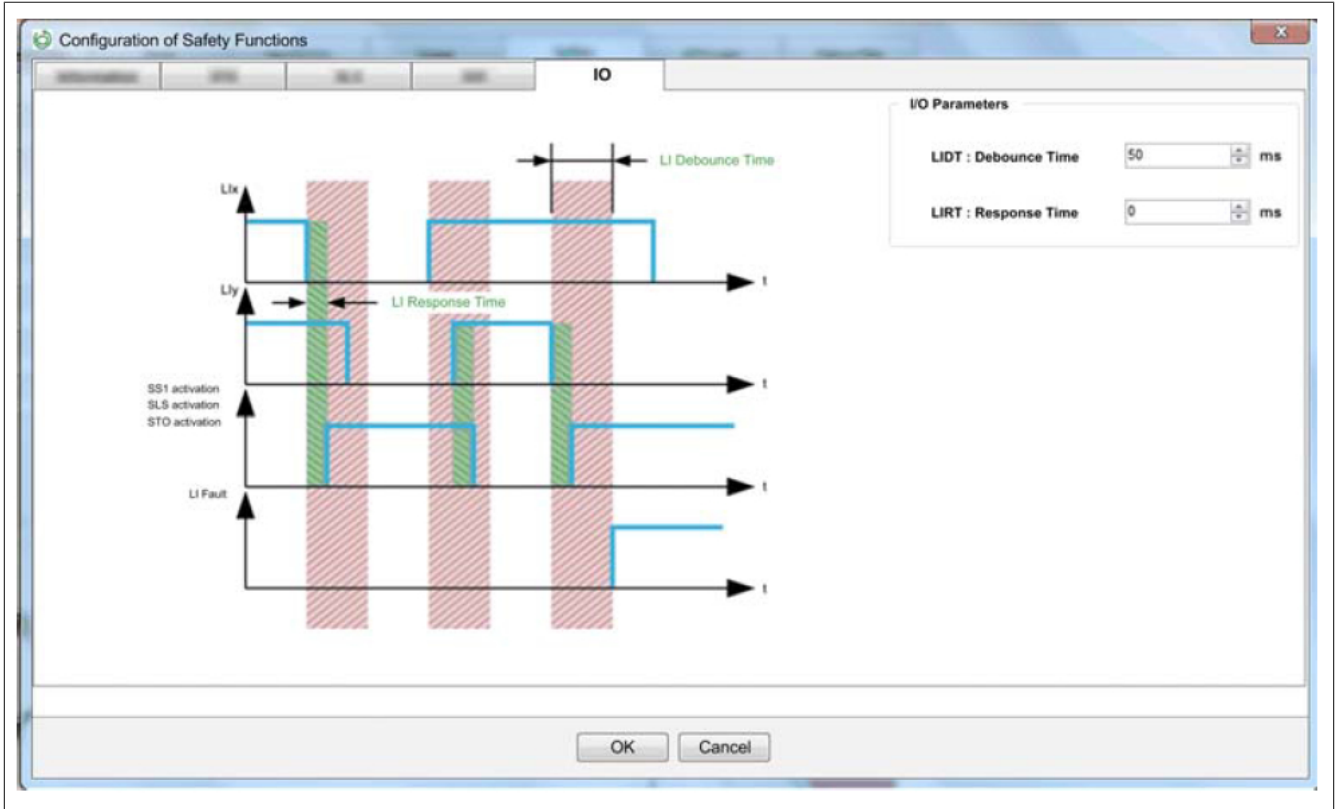 Configuration of Safety Functions
IO
I/O Parameters
LIDT : Debounce Time 50 ms
LIRT : Response Time 0 ms
LI Debounce Time
LIx
t
LIy
LI Response Time
t
SS1 activation
SLS activation
STO activation
t
LI Fault
t
OK Cancel